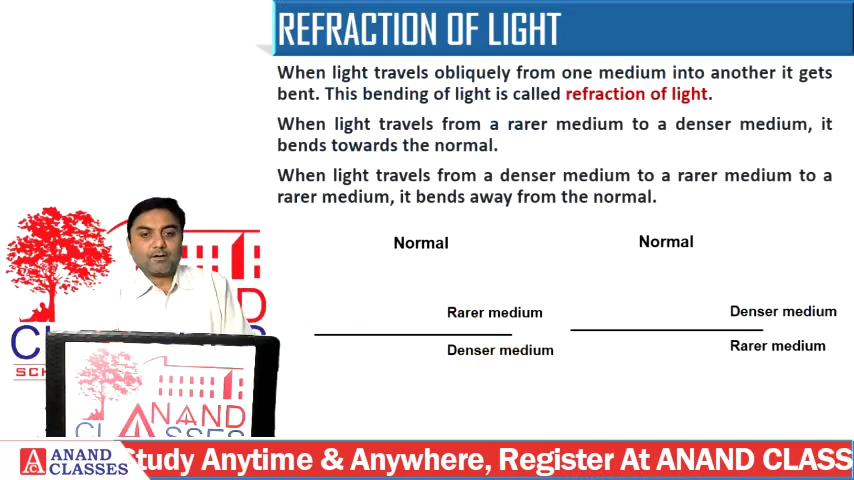 REFRACTION OF LIGHT
When light travels obliquely from one medium into another it gets
bent. This bending of light is called refraction of light.
When light travels from a rarer medium to a denser medium, it
bends towards the normal.
When light travels from a denser medium to a rarer medium to a
rarer medium, it bends away from the normal.
Normal
Normal
Rarer medium
Denser medium
Denser medium
Rarer medium
ANAND
ANAND
CLASSES
Study Anytime & Anywhere, Register At ANAND CLASS